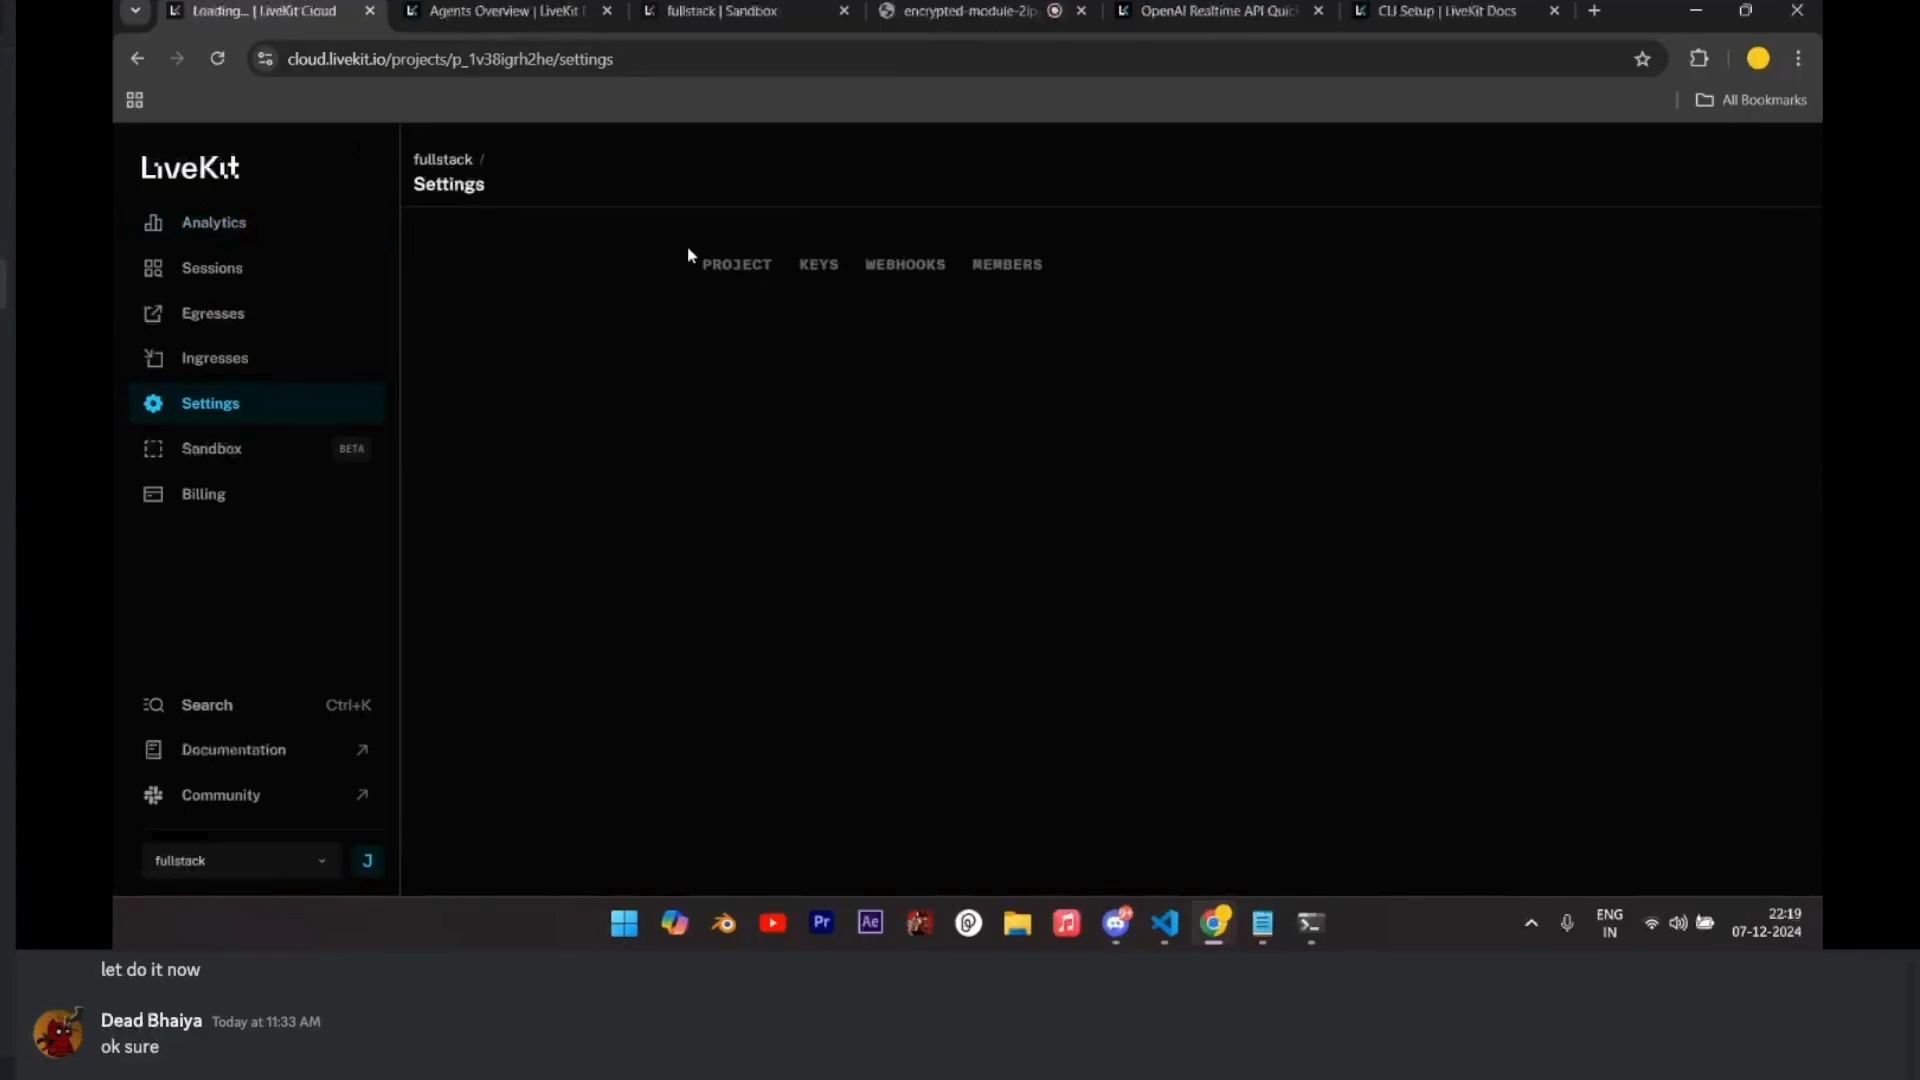 Loading... | LiveKit Cloud
Agents Overview | LiveKit
fullstack | Sandbox
encrypted-module-2ip
OpenAI Realtime API Quic
CLI Setup | LiveKit Docs
cloud.livekit.io/projects/p_1v38igrh2he/settings
All Bookmarks
LiveKit
fullstack /
Settings
Analytics
Sessions
Egresses
Ingresses
Settings
Sandbox BETA
Billing
PROJECT KEYS WEBHOOKS MEMBERS
Search Ctrl+K
Documentation
Community
fullstack J
Pr
Ae
9+
ENG
IN
22:19
07-12-2024
let do it now
Dead Bhaiya Today at 11:33 AM
ok sure